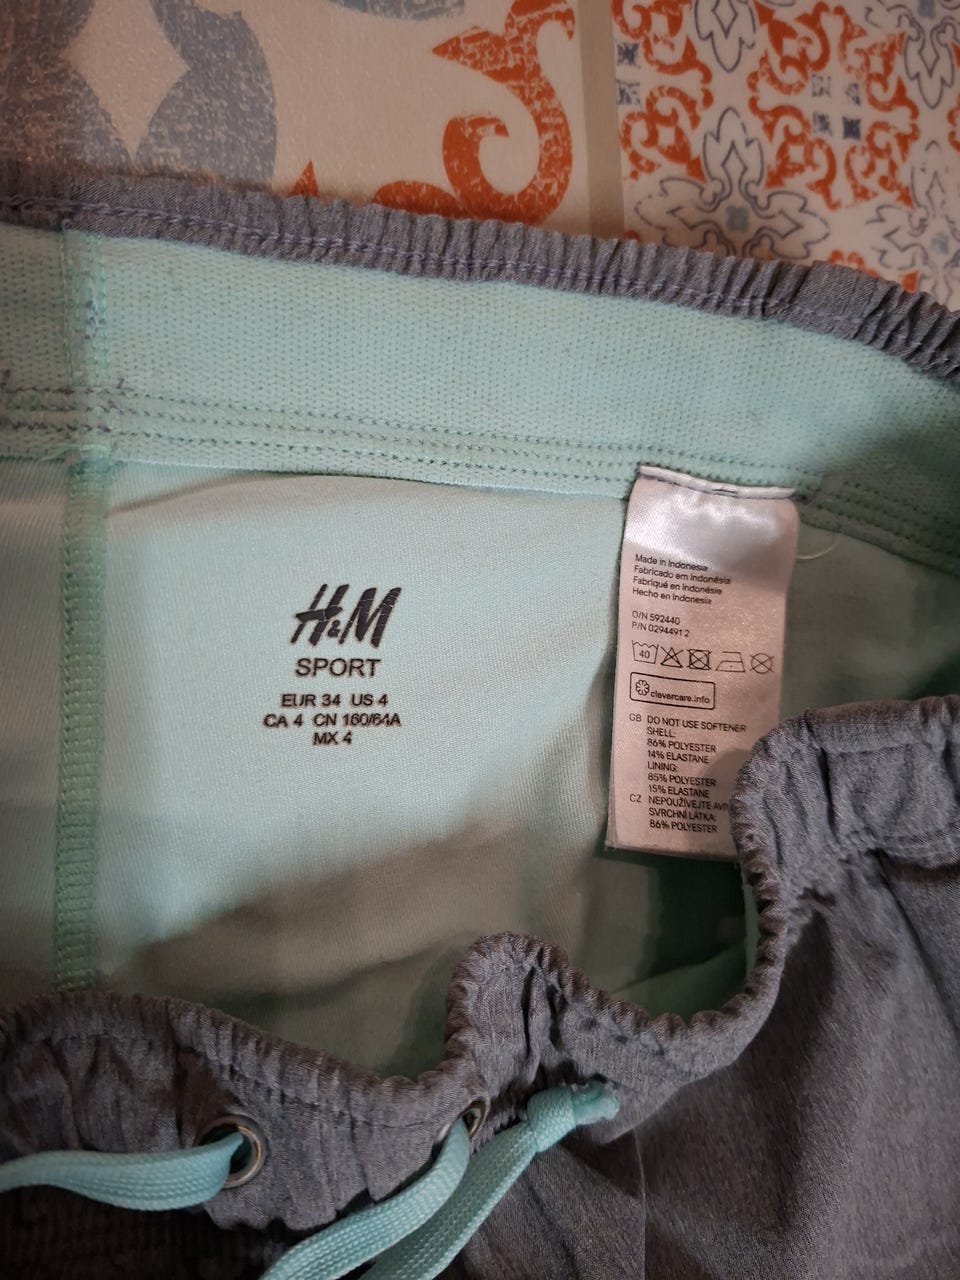 H&M
SPORT
EUR 34 US 4
CA 4 CN 160/64A
MX 4
Made in Indonesia
Fabricado em Indonésia
Fabriqué en Indonésie
Hecho en Indonesia
O/N 592440
P/N 0294491 2
40
clevercare.info
GB DO NOT USE SOFTENER
SHELL:
86% POLYESTER
14% ELASTANE
LINING:
85% POLYESTER
15% ELASTANE
CZ NEPOUŽÍVEJTE
SVRCHNÍ LÁTKA:
86% POLYESTER